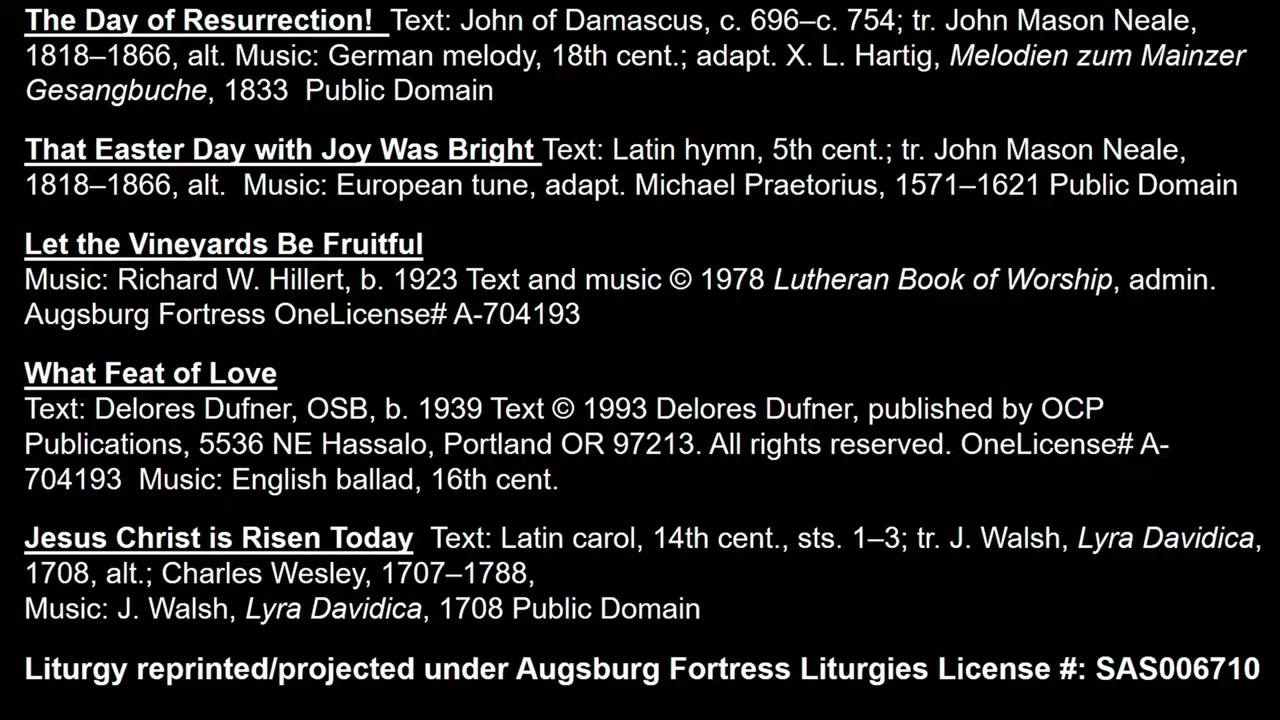 The Day of Resurrection! Text: John of Damascus, c. 696–c. 754; tr. John Mason Neale,
1818–1866, alt. Music: German melody, 18th cent.; adapt. X. L. Hartig, Melodien zum Mainzer
Gesangbuche, 1833 Public Domain
That Easter Day with Joy Was Bright Text: Latin hymn, 5th cent.; tr. John Mason Neale,
1818–1866, alt. Music: European tune, adapt. Michael Praetorius, 1571–1621 Public Domain
Let the Vineyards Be Fruitful
Music: Richard W. Hillert, b. 1923 Text and music © 1978 Lutheran Book of Worship, admin.
Augsburg Fortress OneLicense# A-704193
What Feat of Love
Text: Delores Dufner, OSB, b. 1939 Text © 1993 Delores Dufner, published by OCP
Publications, 5536 NE Hassalo, Portland OR 97213. All rights reserved. OneLicense# A-
704193 Music: English ballad, 16th cent.
Jesus Christ is Risen Today Text: Latin carol, 14th cent., sts. 1–3; tr. J. Walsh, Lyra Davidica,
1708, alt.; Charles Wesley, 1707–1788,
Music: J. Walsh, Lyra Davidica, 1708 Public Domain
Liturgy reprinted/projected under Augsburg Fortress Liturgies License #: SAS006710